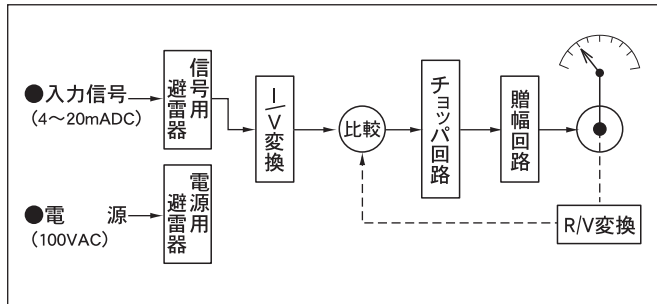 ●入力信号
(4～20mADC)
信号用
避雷器
I/V変換
比較
チョッパ回路
贈幅回路
●電　源
(100VAC)
電源用
避雷器
R/V変換